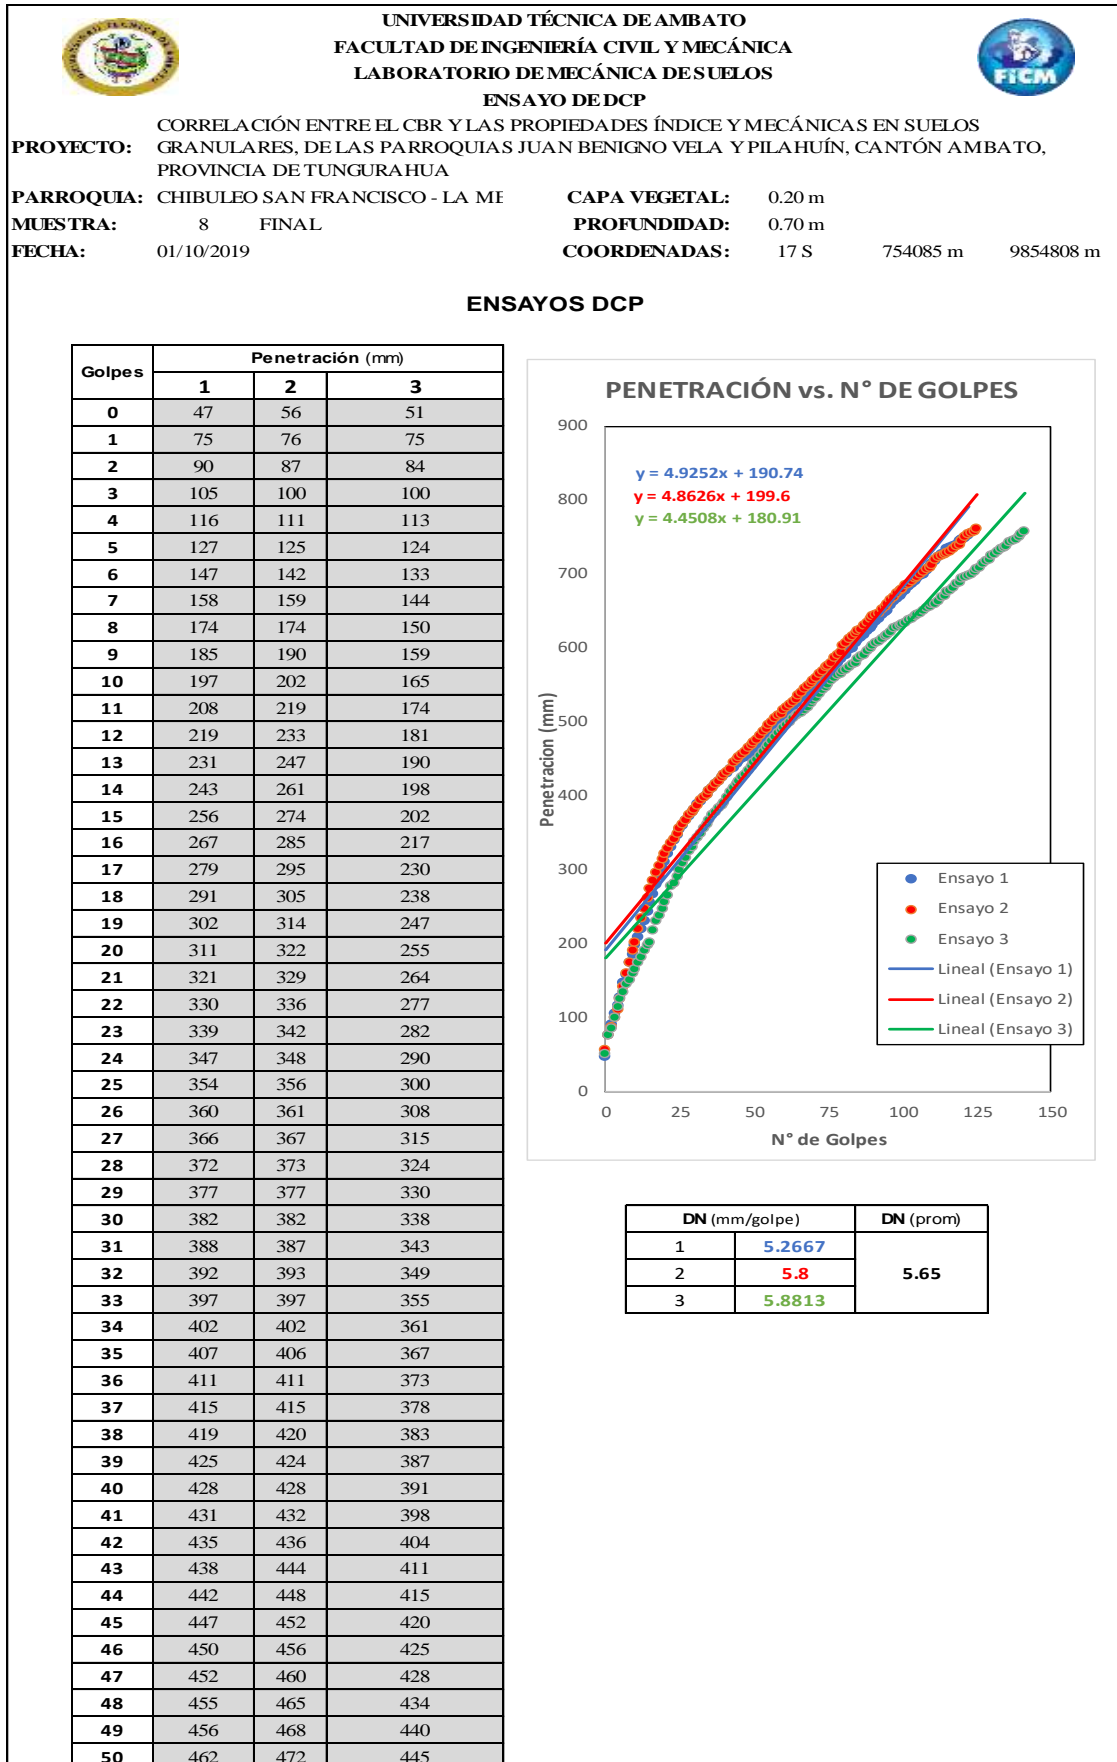 UNIVERSIDAD TÉCNICA DE AMBATO
FACULTAD DE INGENIERÍA CIVIL Y MECÁNICA
LABORATORIO DE MECÁNICA DE SUELOS
ENSAYO DE DCP
FICM
PROYECTO: CORRELACIÓN ENTRE EL CBR Y LAS PROPIEDADES ÍNDICE Y MECÁNICAS EN SUELOS
GRANULARES, DE LAS PARROQUIAS JUAN BENIGNO VELA Y PILAHUÍN, CANTÓN AMBATO,
PROVINCIA DE TUNGURAHUA
PARROQUIA: CHIBULEO SAN FRANCISCO - LA ME CAPA VEGETAL: 0.20 m
MUESTRA: 8 FINAL PROFUNDIDAD: 0.70 m
FECHA: 01/10/2019 COORDENADAS: 17 S 754085 m 9854808 m
ENSAYOS DCP
Golpes Penetración (mm)
1 2 3
0 47 56 51
1 75 76 75
2 90 87 84
3 105 100 100
4 116 111 113
5 127 125 124
6 147 142 133
7 158 159 144
8 174 174 150
9 185 190 159
10 197 202 165
11 208 219 174
12 219 233 181
13 231 247 190
14 243 261 198
15 256 274 202
16 267 285 217
17 279 295 230
18 291 305 238
19 302 314 247
20 311 322 255
21 321 329 264
22 330 336 277
23 339 342 282
24 347 348 290
25 354 356 300
26 360 361 308
27 366 367 315
28 372 373 324
29 377 377 330
30 382 382 338
31 388 387 343
32 392 393 349
33 397 397 355
34 402 402 361
35 407 406 367
36 411 411 373
37 415 415 378
38 419 420 383
39 425 424 387
40 428 428 391
41 431 432 398
42 435 436 404
43 438 444 411
44 442 448 415
45 447 452 420
46 450 456 425
47 452 460 428
48 455 465 434
49 456 468 440
50 462 472 445
PENETRACIÓN vs. N° DE GOLPES
900
800
700
600
500
400
300
200
100
0
Penetracion (mm)
y = 4.9252x + 190.74
y = 4.8626x + 199.6
y = 4.4508x + 180.91
Ensayo 1
Ensayo 2
Ensayo 3
Lineal (Ensayo 1)
Lineal (Ensayo 2)
Lineal (Ensayo 3)
0 25 50 75 100 125 150
N° de Golpes
DN (mm/golpe) DN (prom)
1 5.2667
2 5.8 5.65
3 5.8813